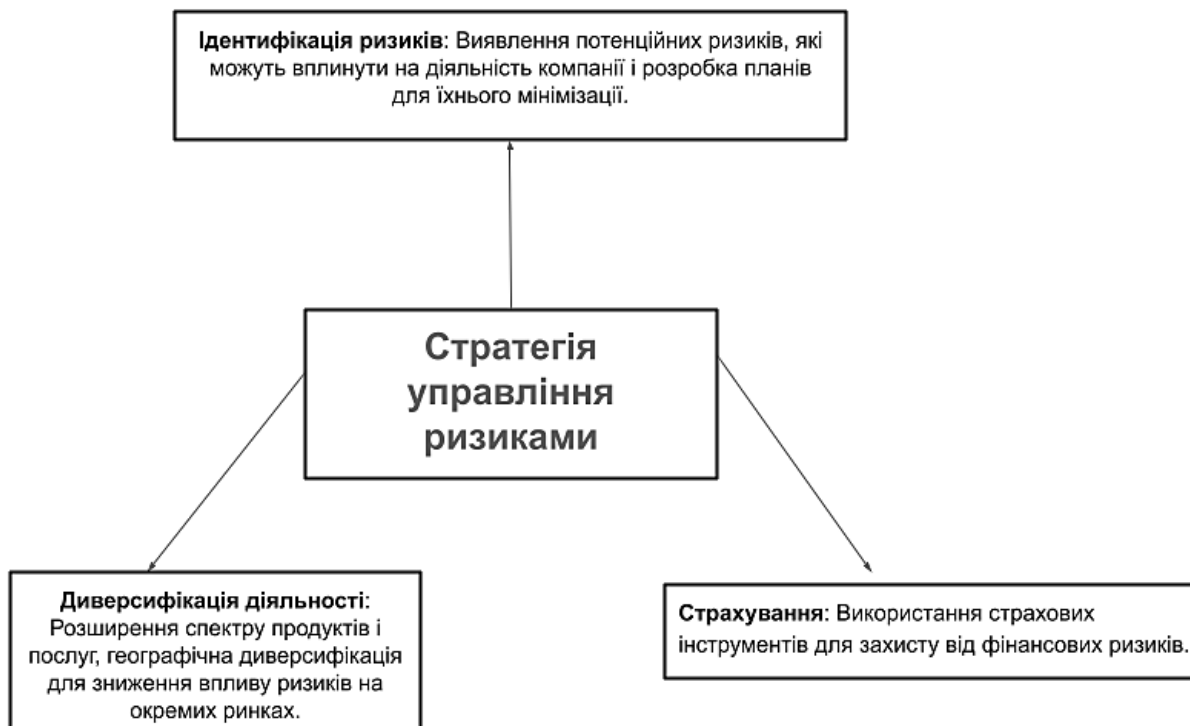 Ідентифікація ризиків: Виявлення потенційних ризиків, які
можуть вплинути на діяльність компанії і розробка планів
для їхнього мінімізації.
Стратегія
управління
ризиками
Диверсифікація діяльності:
Розширення спектру продуктів і
послуг, географічна диверсифікація
для зниження впливу ризиків на
окремих ринках.
Страхування: Використання страхових
інструментів для захисту від фінансових ризиків.